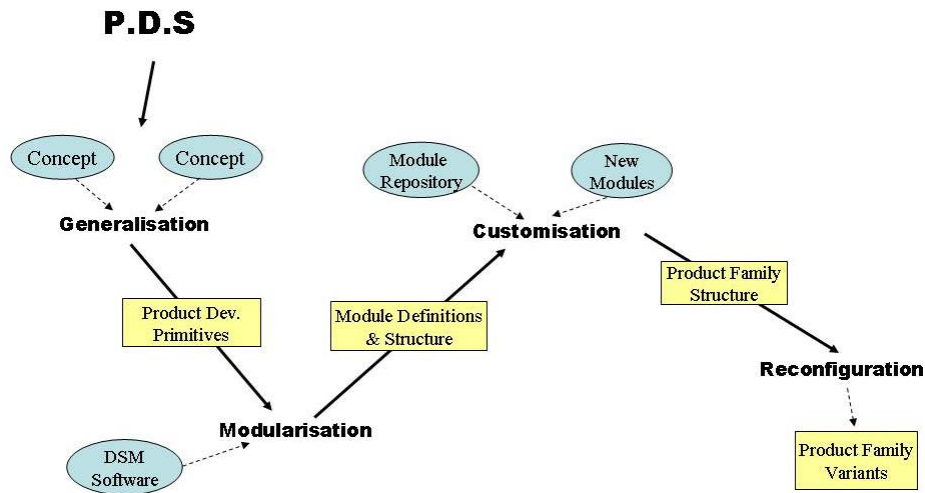 P.D.S
Concept
Concept
Generalisation
Product Dev.
Primitives
DSM
Software
Modularisation
Module Definitions
& Structure
Module
Repository
New
Modules
Customisation
Product Family
Structure
Reconfiguration
Product Family
Variants